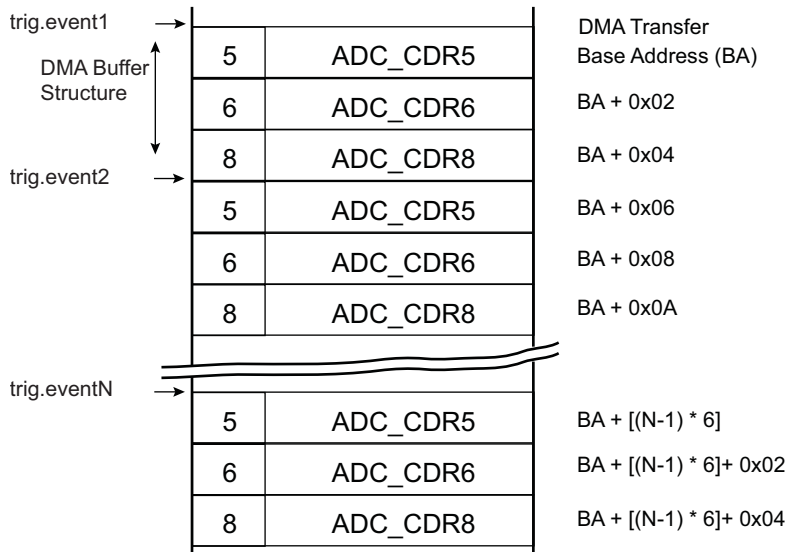 trig.event1
DMA Transfer
5 ADC_CDR5 Base Address (BA)
DMA Buffer
Structure
6 ADC_CDR6 BA + 0x02
8 ADC_CDR8 BA + 0x04
trig.event2
5 ADC_CDR5 BA + 0x06
6 ADC_CDR6 BA + 0x08
8 ADC_CDR8 BA + 0x0A
trig.eventN
5 ADC_CDR5 BA + [(N-1) * 6]
6 ADC_CDR6 BA + [(N-1) * 6]+ 0x02
8 ADC_CDR8 BA + [(N-1) * 6]+ 0x04